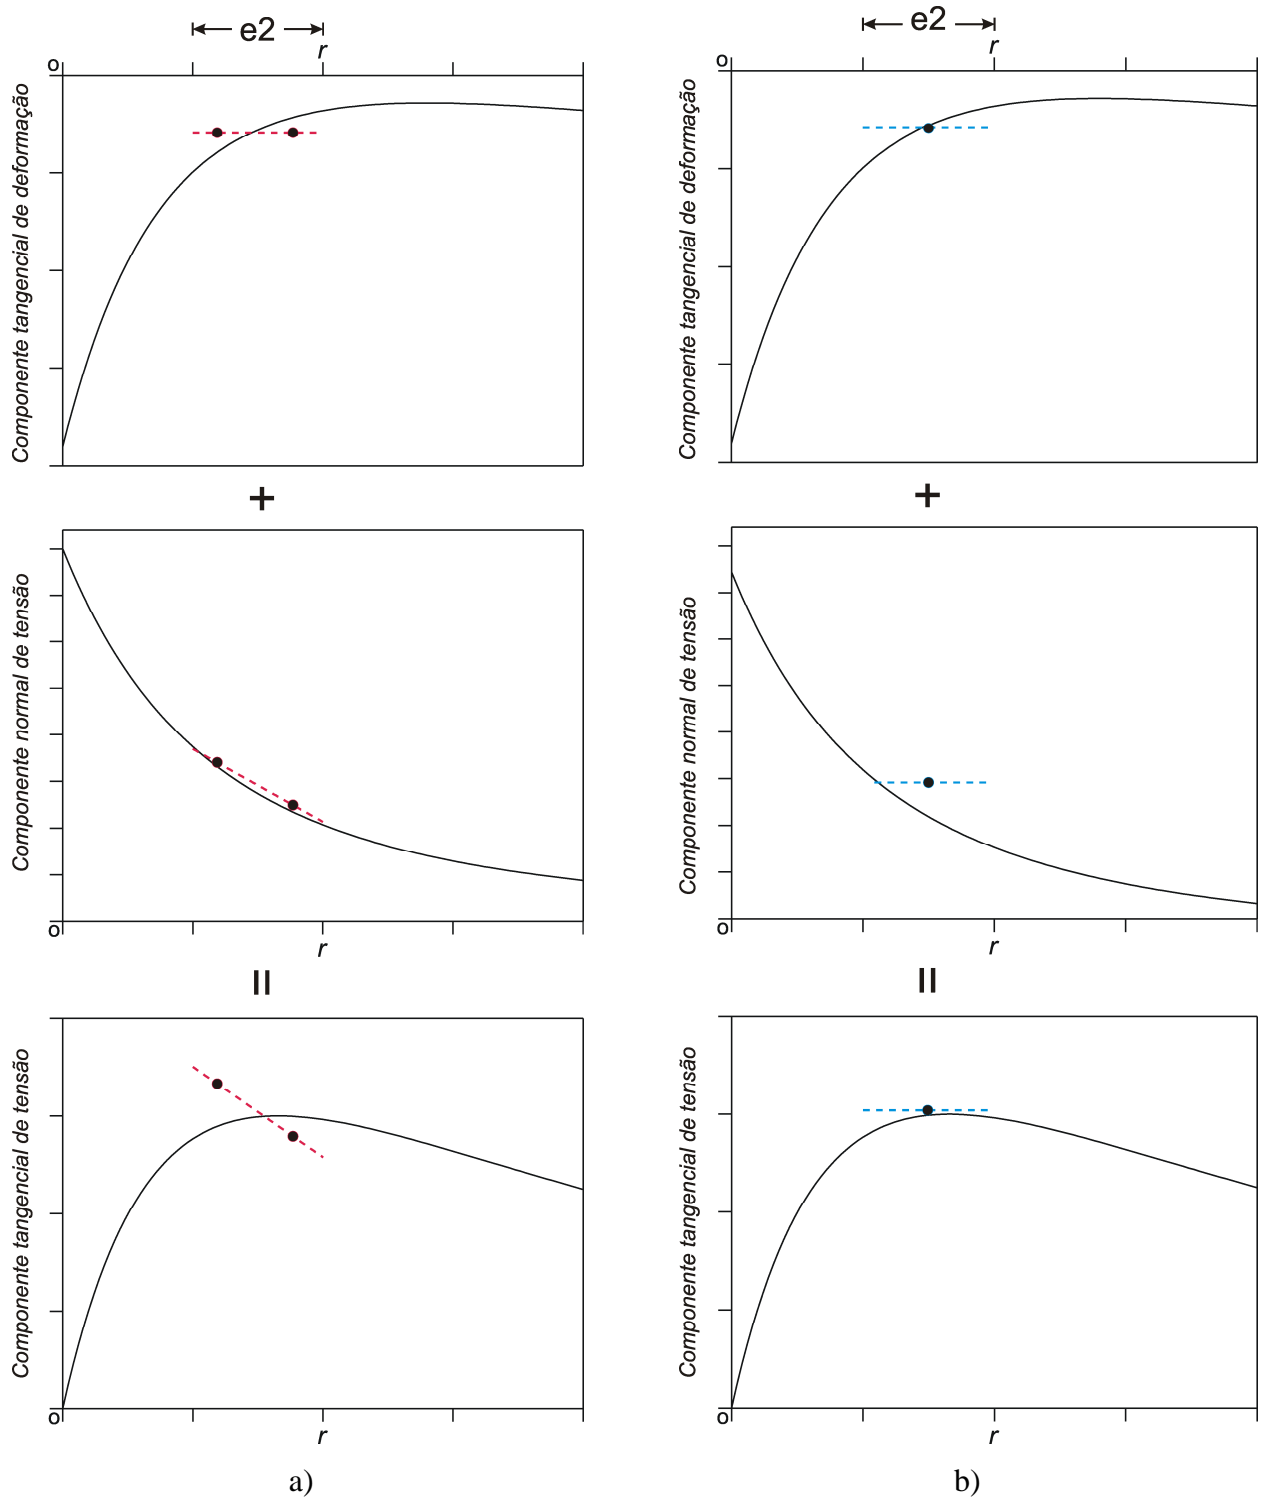 e2
r
o
Componente tangencial de deformação
+
Componente normal de tensão
o
r
=
Componente tangencial de tensão
o
r
a)
e2
r
o
Componente tangencial de deformação
+
Componente normal de tensão
o
r
=
Componente tangencial de tensão
o
r
b)